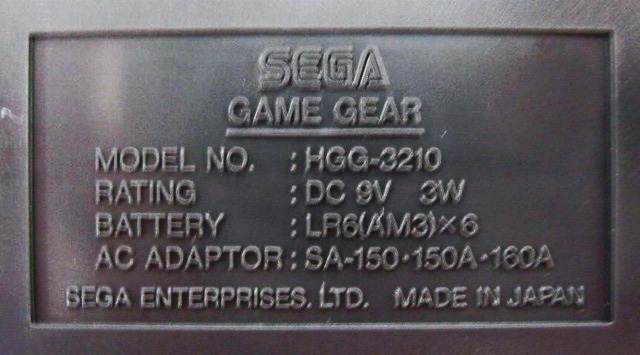 SEGA
GAME GEAR
MODEL NO. : HGG-3210
RATING : DC 9V 3W
BATTERY : LR6(AM3)×6
AC ADAPTOR : SA-150·150A·160A
SEGA ENTERPRISES, LTD. MADE IN JAPAN